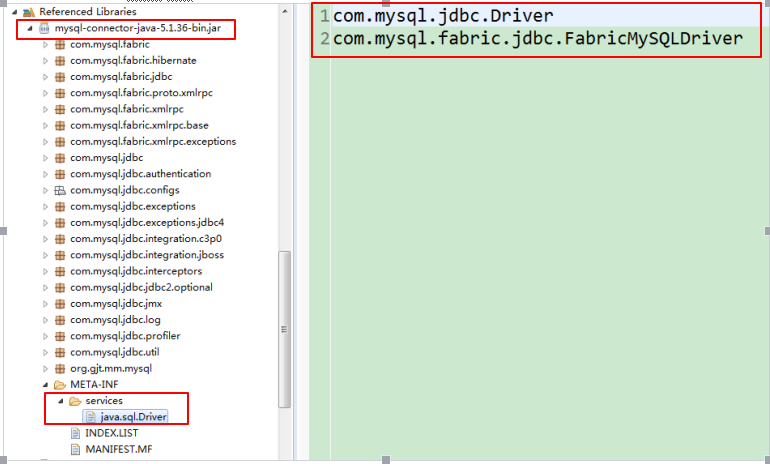 Referenced Libraries
mysql-connector-java-5.1.36-bin.jar
com.mysql.fabric
com.mysql.fabric.hibernate
com.mysql.fabric.jdbc
com.mysql.fabric.proto.xmlrpc
com.mysql.fabric.xmlrpc
com.mysql.fabric.xmlrpc.base
com.mysql.fabric.xmlrpc.exceptions
com.mysql.jdbc
com.mysql.jdbc.authentication
com.mysql.jdbc.configs
com.mysql.jdbc.exceptions
com.mysql.jdbc.exceptions.jdbc4
com.mysql.jdbc.integration.c3p0
com.mysql.jdbc.integration.jboss
com.mysql.jdbc.interceptors
com.mysql.jdbc.jdbc2.optional
com.mysql.jdbc.jmx
com.mysql.jdbc.log
com.mysql.jdbc.profiler
com.mysql.jdbc.util
org.gjt.mm.mysql
META-INF
services
java.sql.Driver
INDEX.LIST
MANIFEST.MF
1 com.mysql.jdbc.Driver
2 com.mysql.fabric.jdbc.FabricMySQLDriver